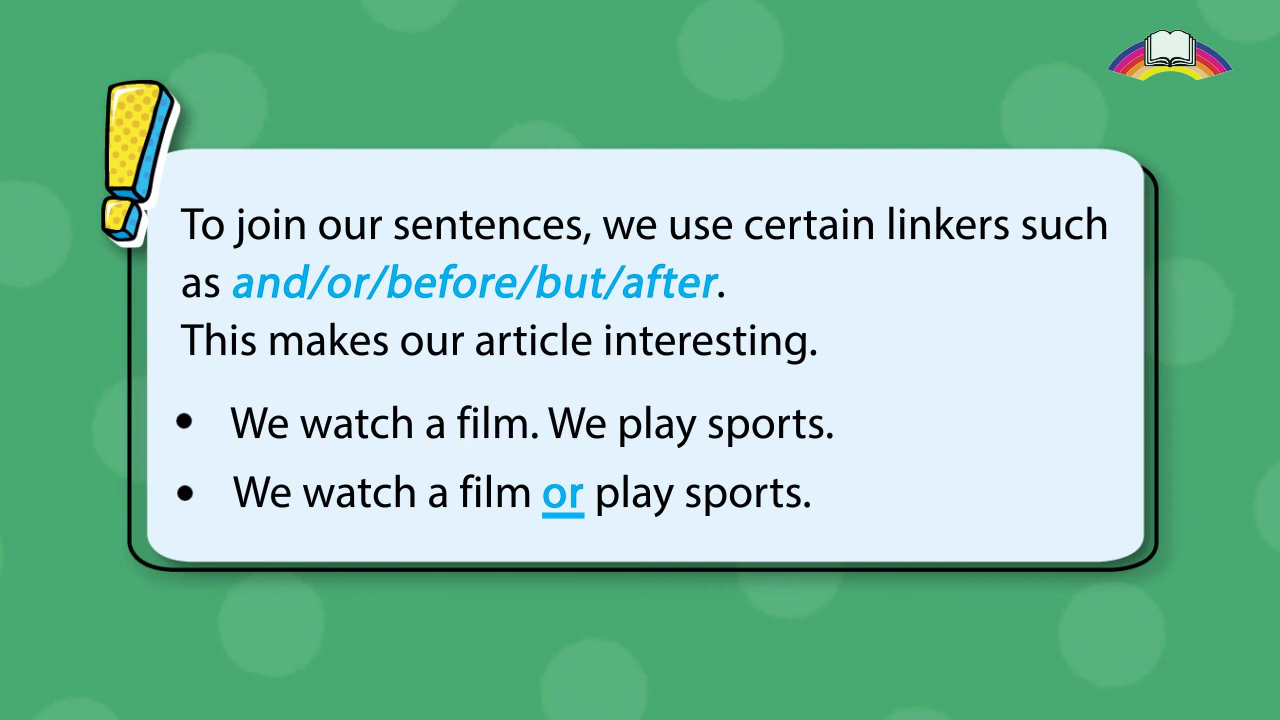 To join our sentences, we use certain linkers such
as and/or/before/but/after.
This makes our article interesting.
• We watch a film. We play sports.
• We watch a film or play sports.